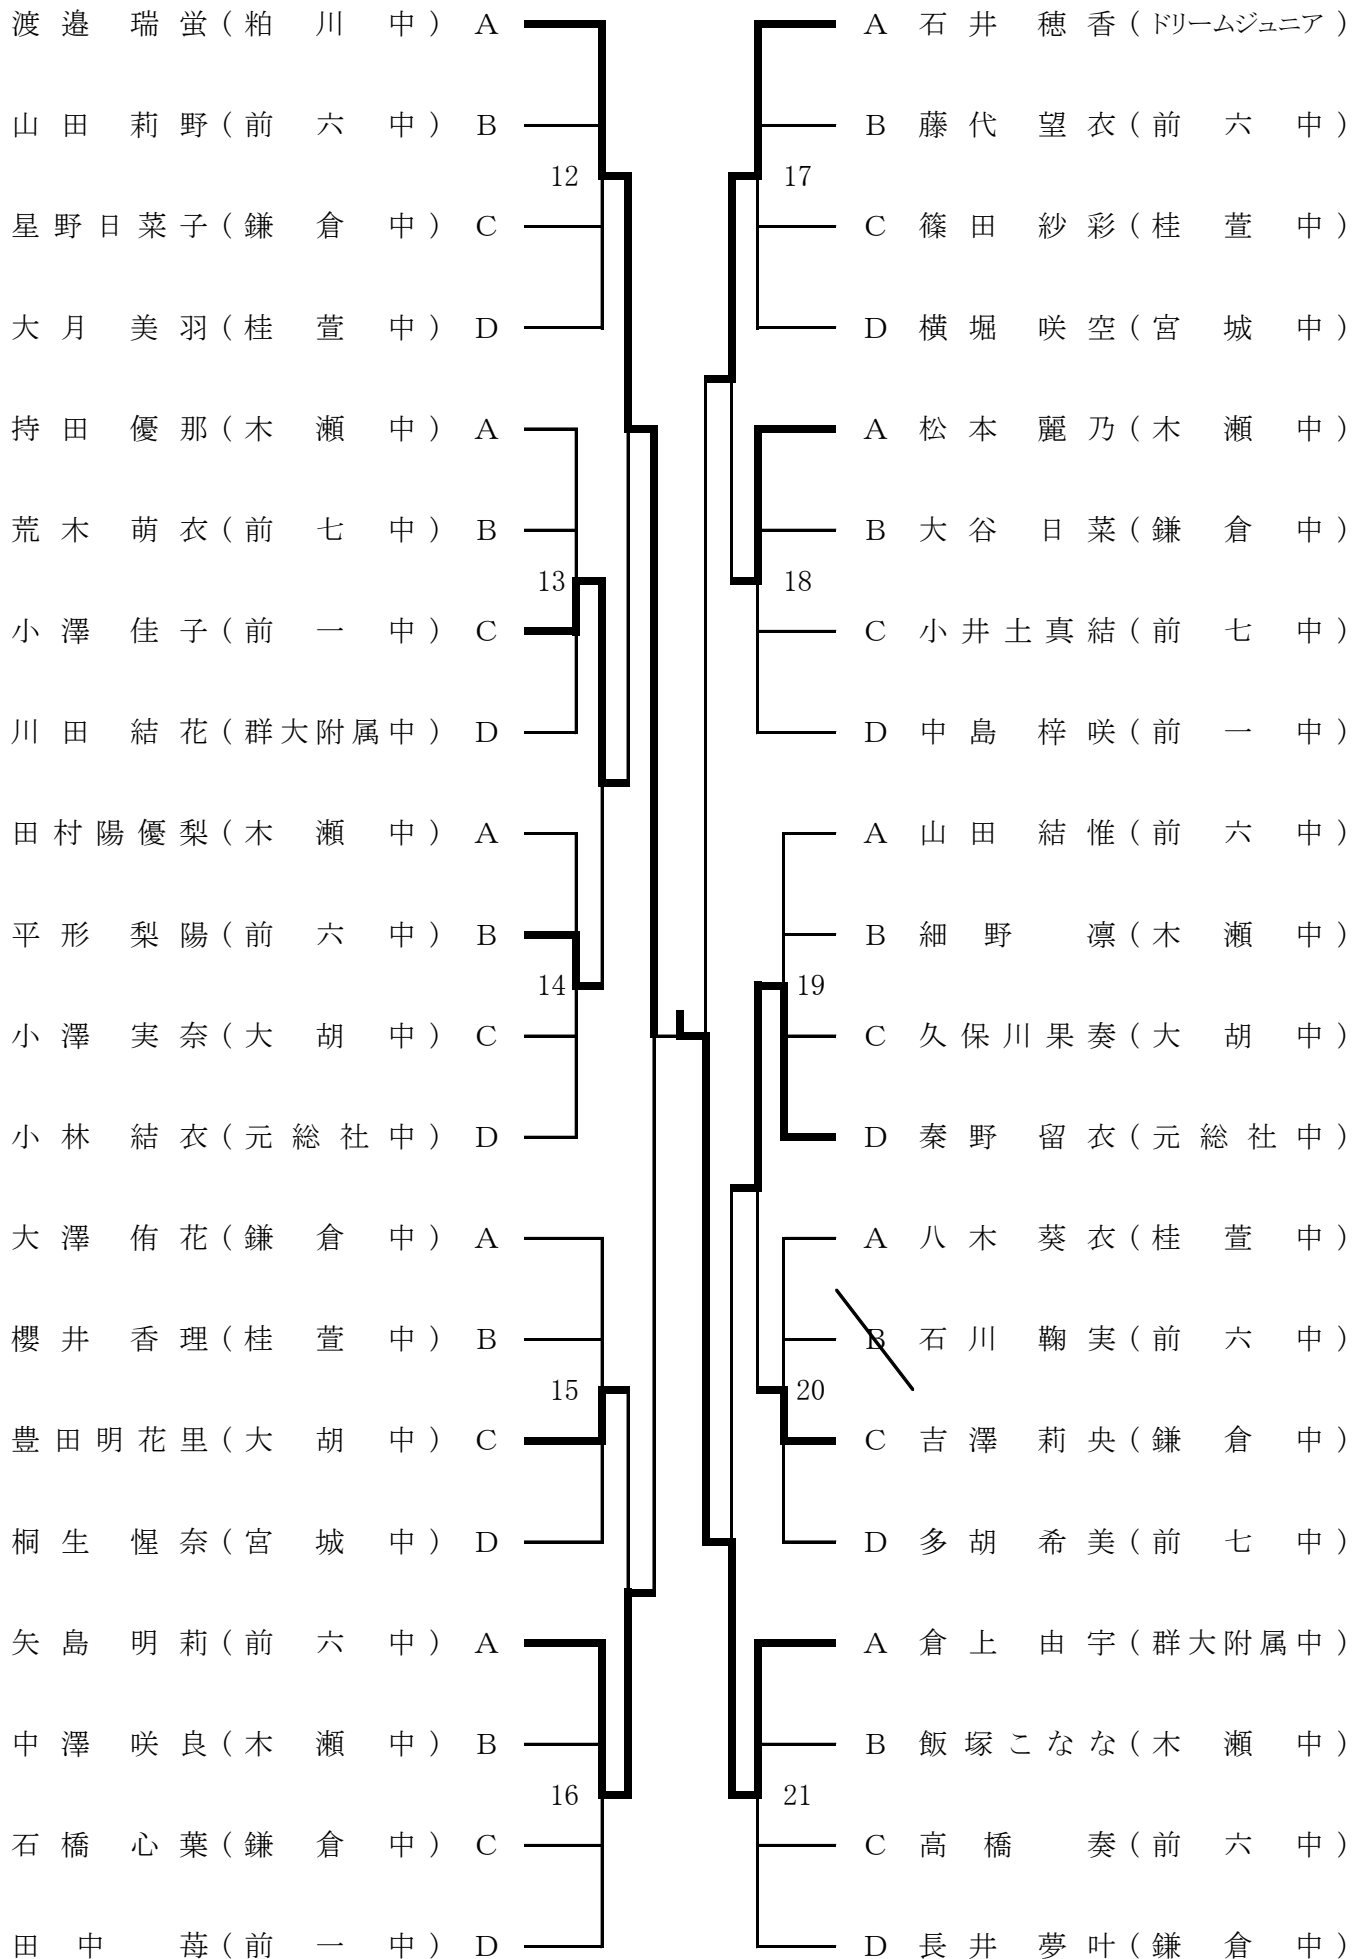 渡邉 瑞蛍(粕川中) A
山田 莉野(前六中) B
12
星野日菜子(鎌倉中) C
大月 美羽(桂萱中) D
持田 優那(木瀬中) A
荒木 萌衣(前七中) B
13
小澤 佳子(前一中) C
川田 結花(群大附属中) D
田村陽優梨(木瀬中) A
平形 梨陽(前六中) B
14
小澤 実奈(大胡中) C
小林 結衣(元総社中) D
大澤 侑花(鎌倉中) A
櫻井 香理(桂萱中) B
15
豊田明花里(大胡中) C
桐生 惺奈(宮城中) D
矢島 明莉(前六中) A
中澤 咲良(木瀬中) B
16
石橋 心葉(鎌倉中) C
田中 苺(前一中) D
A 石井 穂香(ドリームジュニア)
B 藤代 望衣(前六中)
17
C 篠田 紗彩(桂萱中)
D 横堀 咲空(宮城中)
A 松本 麗乃(木瀬中)
B 大谷 日菜(鎌倉中)
18
C 小井土真結(前七中)
D 中島 梓咲(前一中)
A 山田 結惟(前六中)
B 細野 凛(木瀬中)
19
C 久保川果奏(大胡中)
D 秦野 留衣(元総社中)
A 八木 葵衣(桂萱中)
B 石川 鞠実(前六中)
20
C 吉澤 莉央(鎌倉中)
D 多胡 希美(前七中)
A 倉上 由宇(群大附属中)
B 飯塚こなな(木瀬中)
21
C 高橋 奏(前六中)
D 長井 夢叶(鎌倉中)